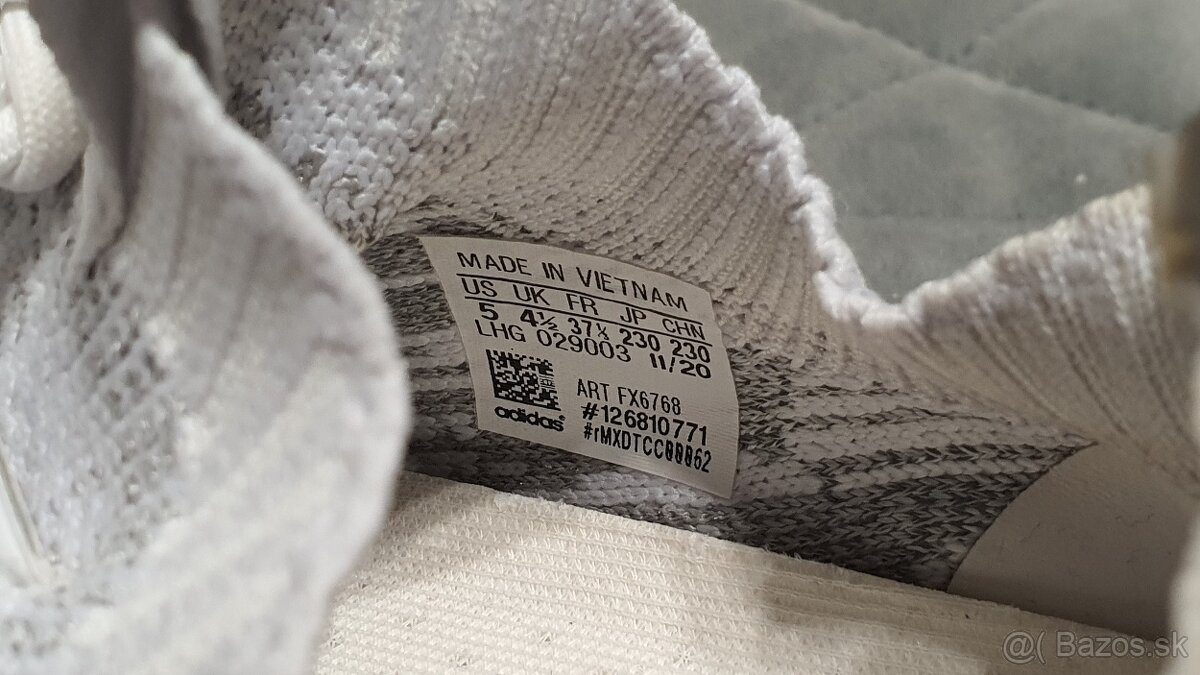 MADE IN VIETNAM
US UK FR JP CHN
5 4½ 37⅓ 230 230
LHG 029003 11/20
ART FX6768
#126810771
adidas
#rMXDTCC00062
@( Bazos.sk